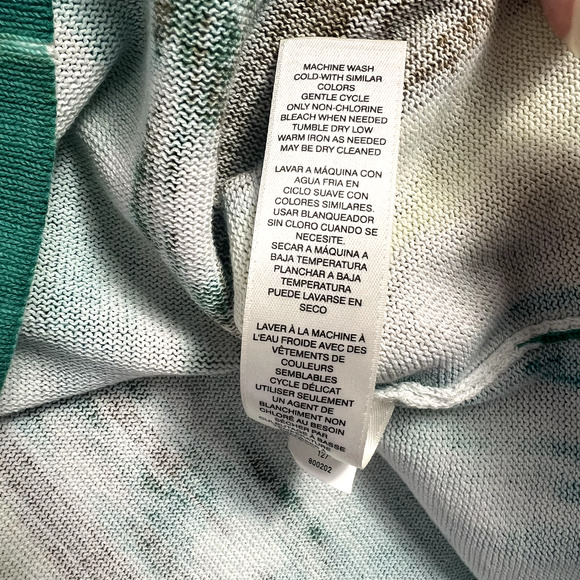 MACHINE WASH
COLD-WITH SIMILAR
COLORS
GENTLE CYCLE
ONLY NON-CHLORINE
BLEACH WHEN NEEDED
TUMBLE DRY LOW
WARM IRON AS NEEDED
MAY BE DRY CLEANED
LAVAR A MÁQUINA CON
AGUA FRIA EN
CICLO SUAVE CON
COLORES SIMILARES.
USAR BLANQUEADOR
SIN CLORO CUANDO SE
NECESITE.
SECAR A MÁQUINA A
BAJA TEMPERATURA
PLANCHAR A BAJA
TEMPERATURA
PUEDE LAVARSE EN
SECO
LAVER À LA MACHINE À
L'EAU FROIDE AVEC DES
VÊTEMENTS DE
COULEURS
SEMBLABLES
CYCLE DÉLICAT
UTILISER SEULEMENT
UN AGENT DE
BLANCHIMENT NON
CHLORÉ AU BESOIN
SÉCHER PAR
À BASSE
12/
800202